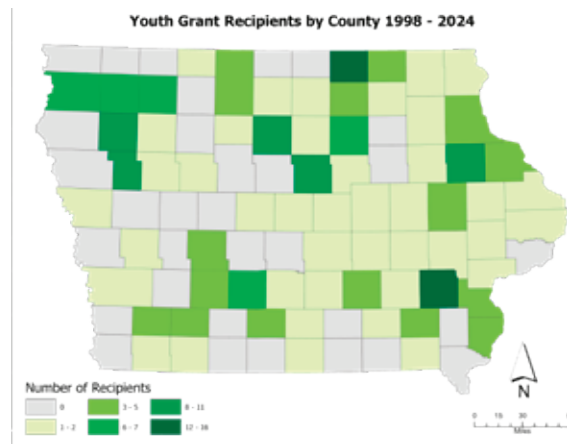 Youth Grant Recipients by County 1998 - 2024
Number of Recipients
0 3 - 5 8 - 11
1 - 2 6 - 7 12 - 16
N
0 15 30
Miles